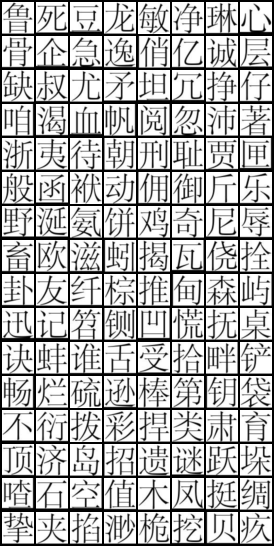 鲁死豆龙敏净琳心
骨企急逸俏亿诚层
缺叔尤矛坦冗挣仔
咱渴血帆阅忽沛著
浙夷待朝刑耻贾匣
般函袱动佣御斤乐
野涎氨饼鸡奇尼辱
畜欧滋蚓揭瓦侥拴
卦友纤棕推甸森屿
迅记笤铡凹慌抚桌
诀蚌谁舌受拾畔铲
畅烂硫逊棒第钥袋
不衍拨彩捏类肃育
顶济岛招遗谜跃垛
喳石空值木凤挺绸
挚夹掐渺桅挖贝疚